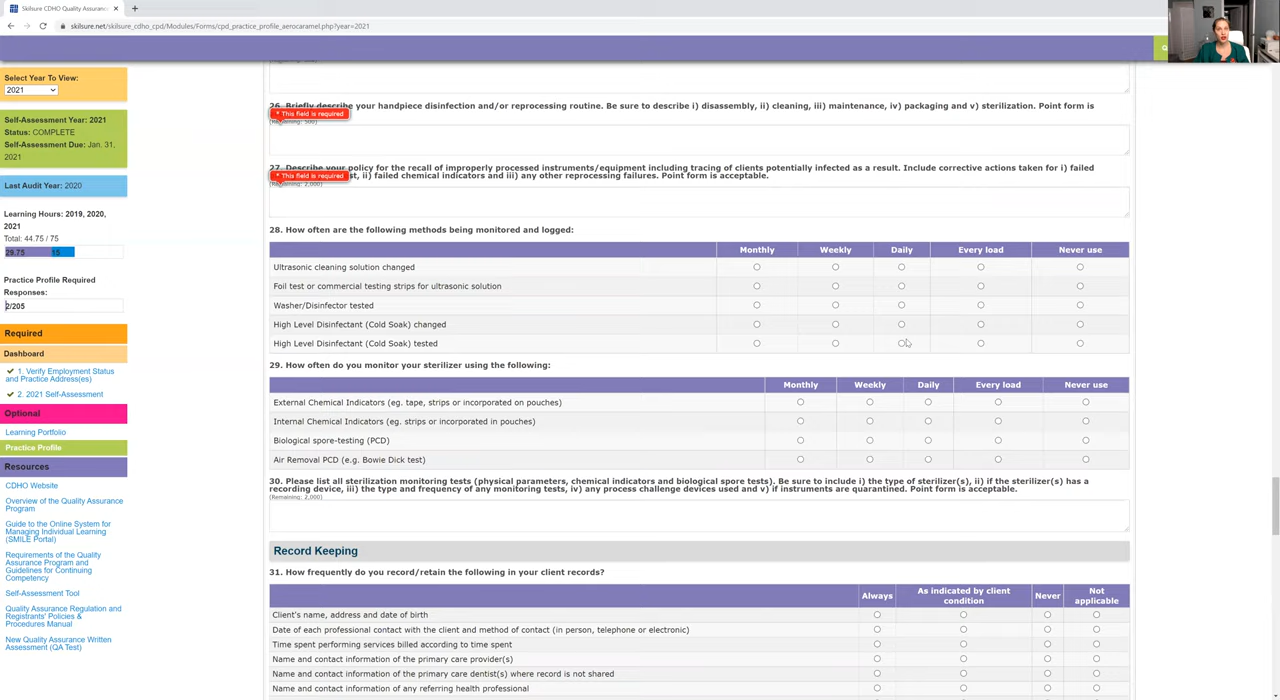 Skilsure CDHO Quality Assurance
skilsure.net/skilsure_cdho_cpd/Modules/Forms/cpd_practice_profile_aerocaramel.php?year=2021
Select Year To View:
2021
Self-Assessment Year: 2021
Status: COMPLETE
Self-Assessment Due: Jan. 31,
2021
Last Audit Year: 2020
Learning Hours: 2019, 2020,
2021
Total: 44.75 / 75
29.75 15
Practice Profile Required
Responses:
2/205
Required
Dashboard
1. Verify Employment Status
and Practice Address(es)
2. 2021 Self-Assessment
Optional
Learning Portfolio
Practice Profile
Resources
CDHO Website
Overview of the Quality Assurance
Program
Guide to the Online System for
Managing Individual Learning
(SMILE Portal)
Requirements of the Quality
Assurance Program and
Guidelines for Continuing
Competency
Self-Assessment Tool
Quality Assurance Regulation and
Registrants' Policies &
Procedures Manual
New Quality Assurance Written
Assessment (QA Test)
26. Briefly describe your handpiece disinfection and/or reprocessing routine. Be sure to describe i) disassembly, ii) cleaning, iii) maintenance, iv) packaging and v) sterilization. Point form is
* This field is required
(Remaining: 500)
27. Describe your policy for the recall of improperly processed instruments/equipment including tracing of clients potentially infected as a result. Include corrective actions taken for i) failed
* This field is required st, ii) failed chemical indicators and iii) any other reprocessing failures. Point form is acceptable.
(Remaining: 2,000)
28. How often are the following methods being monitored and logged:
Monthly Weekly Daily Every load Never use
Ultrasonic cleaning solution changed
Foil test or commercial testing strips for ultrasonic solution
Washer/Disinfector tested
High Level Disinfectant (Cold Soak) changed
High Level Disinfectant (Cold Soak) tested
29. How often do you monitor your sterilizer using the following:
Monthly Weekly Daily Every load Never use
External Chemical Indicators (eg. tape, strips or incorporated on pouches)
Internal Chemical Indicators (eg. strips or incorporated in pouches)
Biological spore-testing (PCD)
Air Removal PCD (e.g. Bowie Dick test)
30. Please list all sterilization monitoring tests (physical parameters, chemical indicators and biological spore tests). Be sure to include i) the type of sterilizer(s), ii) if the sterilizer(s) has a
recording device, iii) the type and frequency of any monitoring tests, iv) any process challenge devices used and v) if instruments are quarantined. Point form is acceptable.
(Remaining: 2,000)
Record Keeping
31. How frequently do you record/retain the following in your client records?
Always As indicated by client condition Never Not applicable
Client's name, address and date of birth
Date of each professional contact with the client and method of contact (in person, telephone or electronic)
Time spent performing services billed according to time spent
Name and contact information of the primary care provider(s)
Name and contact information of the primary care dentist(s) where record is not shared
Name and contact information of any referring health professional